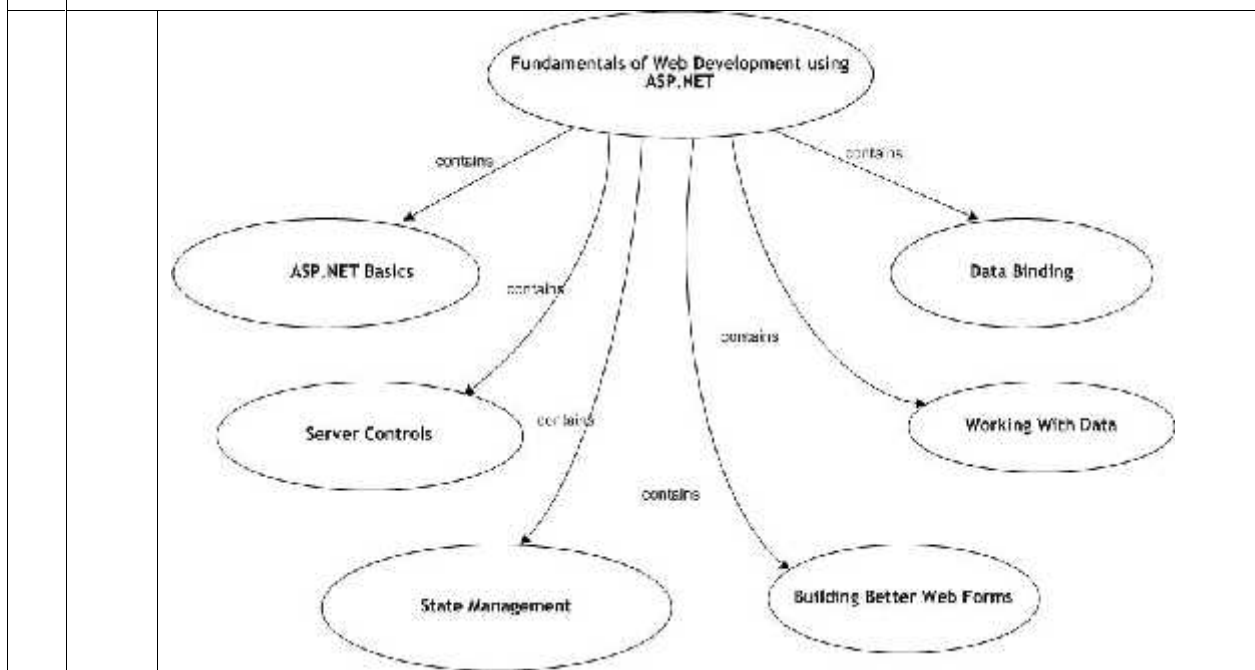 Fundamentals of Web Development using
ASP.NET
contains
contains
ASP.NET Basics
Data Binding
contains
contains
Server Controls
contains
Working With Data
contains
State Management
Building Better Web Forms